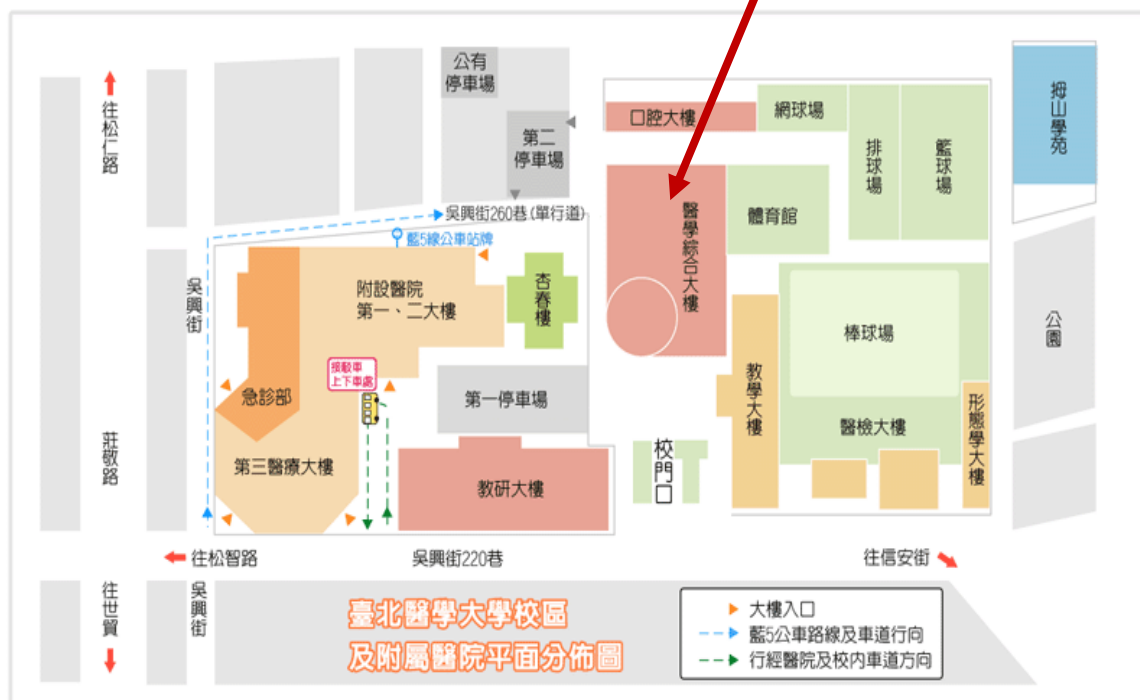 公有
停車場
第二
停車場
口腔大樓
網球場
排球場
籃球場
拇山學苑
往松仁路
吳興街260巷(單行道)
藍5線公車站牌
醫學綜合大樓
體育館
吳興街
附設醫院
第一、二大樓
杏春樓
棒球場
公園
接駁車
上下車處
急診部
第一停車場
教學大樓
醫檢大樓
形態學大樓
莊敬路
第三醫療大樓
教研大樓
校門口
往松智路
吳興街220巷
往信安街
往世貿
吳興街
臺北醫學大學校區
及附屬醫院平面分佈圖
大樓入口
藍5公車路線及車道行向
行經醫院及校內車道方向